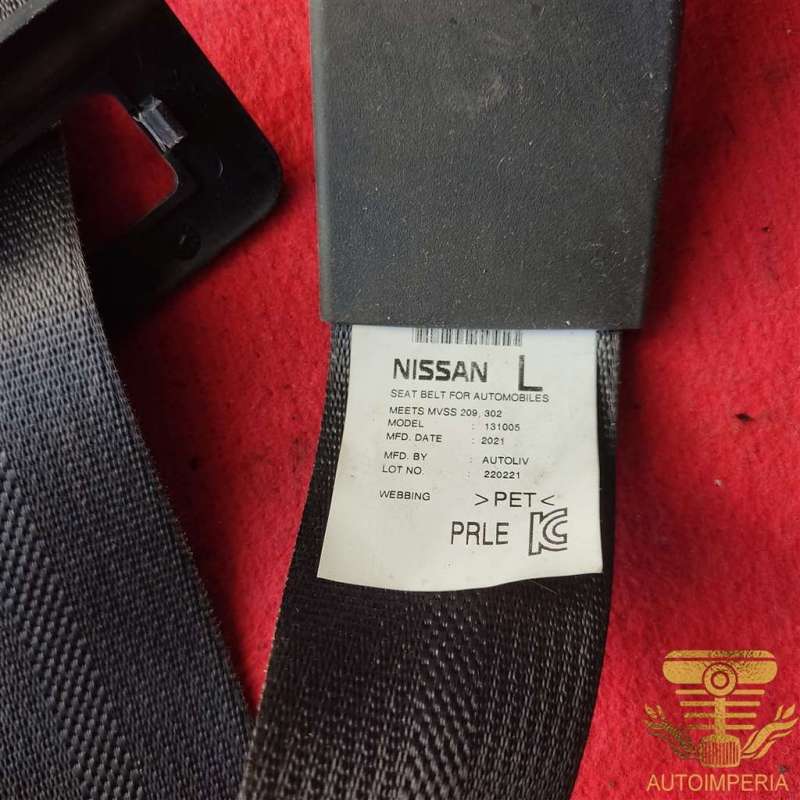 NISSAN L
SEAT BELT FOR AUTOMOBILES
MEETS MVSS 209, 302
MODEL : 131005
MFD. DATE : 2021
MFD. BY : AUTOLIV
LOT NO. : 220221
WEBBING >PET<
PRLE KC
AUTOIMPERIA